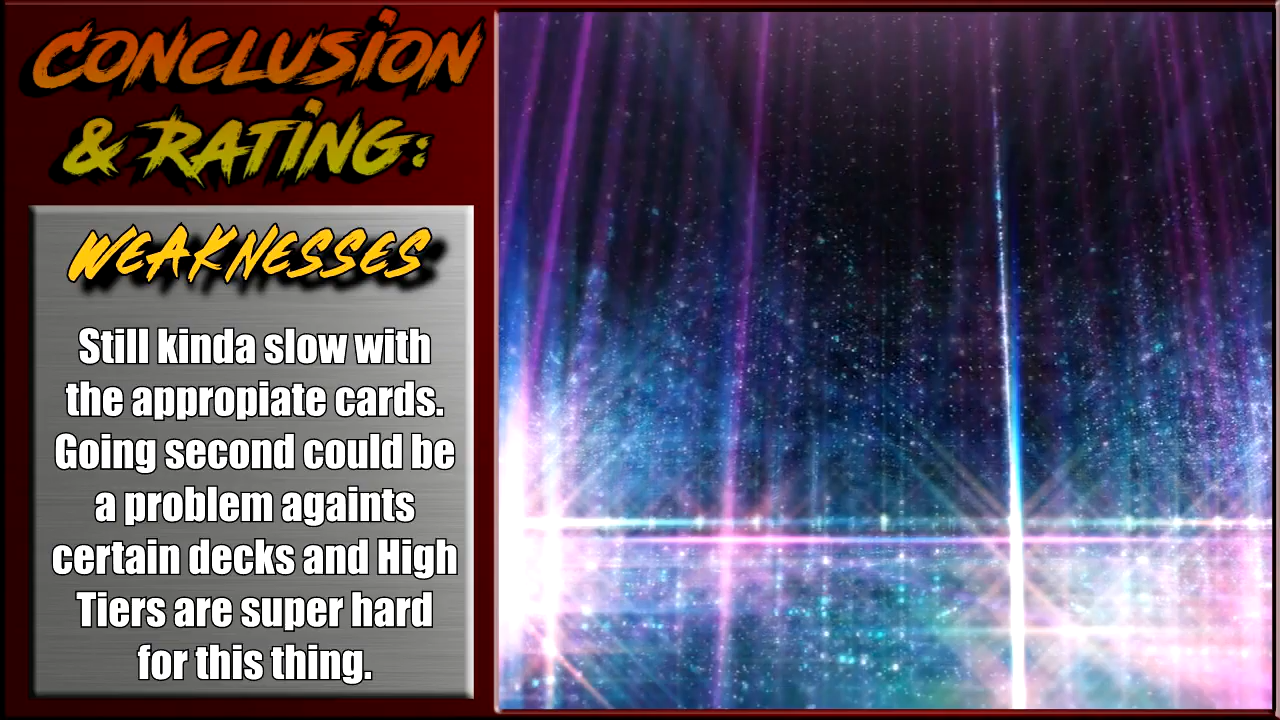 CONCLUSION
& RATING:
WEAKNESSES
Still kinda slow with
the appropiate cards.
Going second could be
a problem againts
certain decks and High
Tiers are super hard
for this thing.